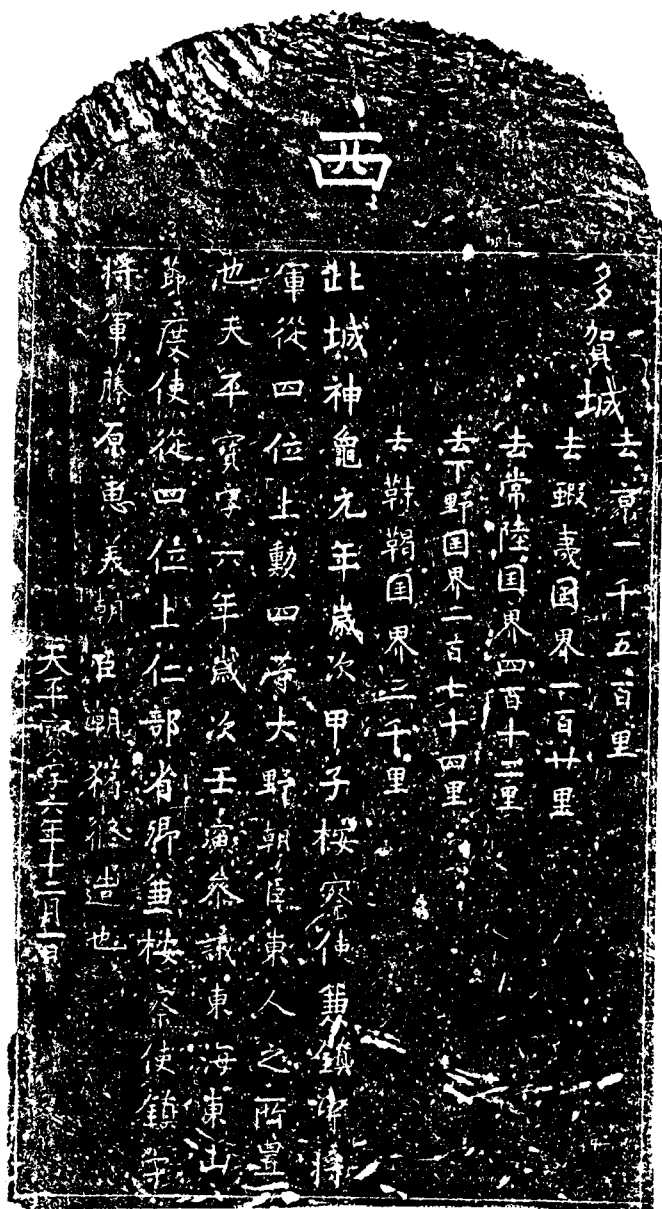 西
多賀城
去京一千五百里
去蝦夷国界一百廿里
去常陸国界四百十二里
去下野国界二百七十四里
去靺鞨国界三千里
此城神龜元年歳次甲子按察使兼鎮守将
軍従四位上勳四等大野朝臣東人之所置
也天平寳字六年歳次壬寅参議東海東山
節度使従四位上仁部省卿兼按察使鎮守
将軍藤原恵美朝臣朝獦修造也
天平寳字六年十二月一日